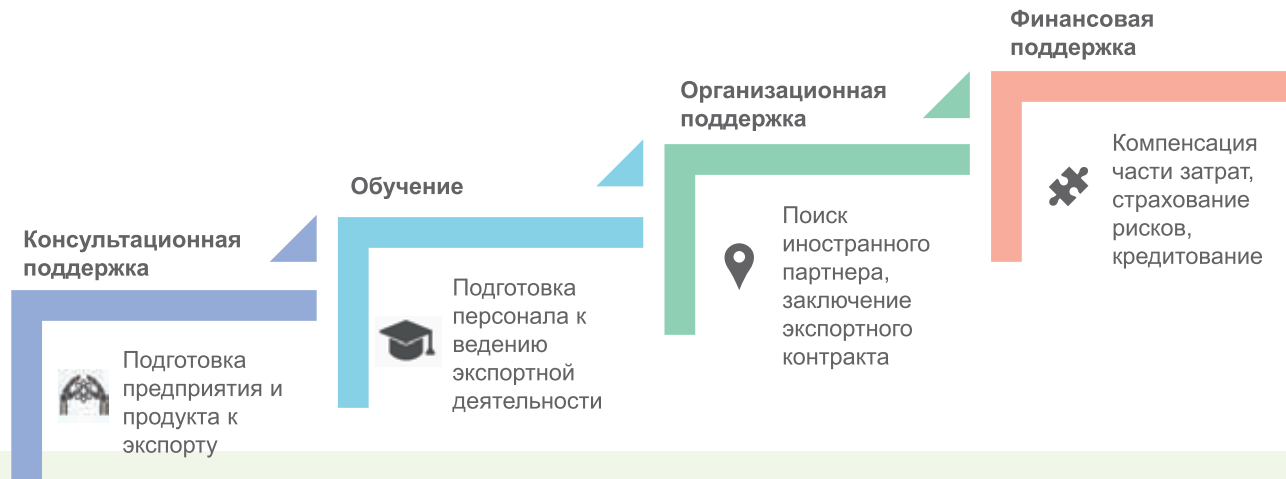 Консультационная
поддержка
Подготовка
предприятия и
продукта к
экспорту
Обучение
Подготовка
персонала к
ведению
экспортной
деятельности
Организационная
поддержка
Поиск
иностранного
партнера,
заключение
экспортного
контракта
Финансовая
поддержка
Компенсация
части затрат,
страхование
рисков,
кредитование